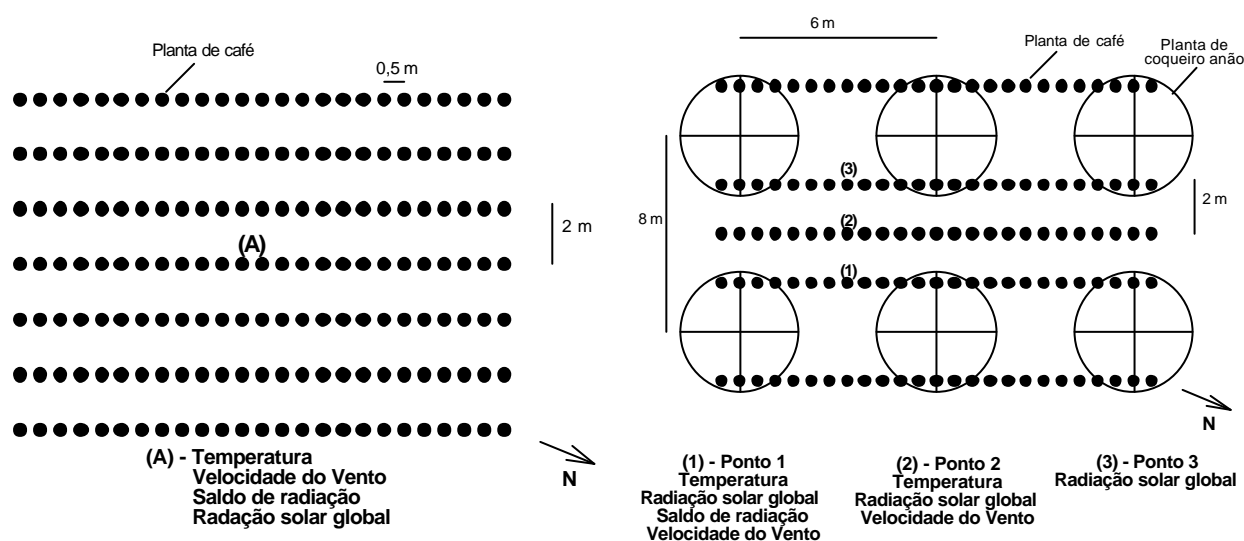 Planta de café
0,5 m
(A)
2 m
N
(A) - Temperatura
Velocidade do Vento
Saldo de radiação
Radação solar global
6 m
Planta de café
Planta de
coqueiro anão
(3)
8 m
2 m
(2)
(1)
N
(1) - Ponto 1
Temperatura
Radiação solar global
Saldo de radiação
Velocidade do Vento
(2) - Ponto 2
Temperatura
Radiação solar global
Velocidade do Vento
(3) - Ponto 3
Radiação solar global